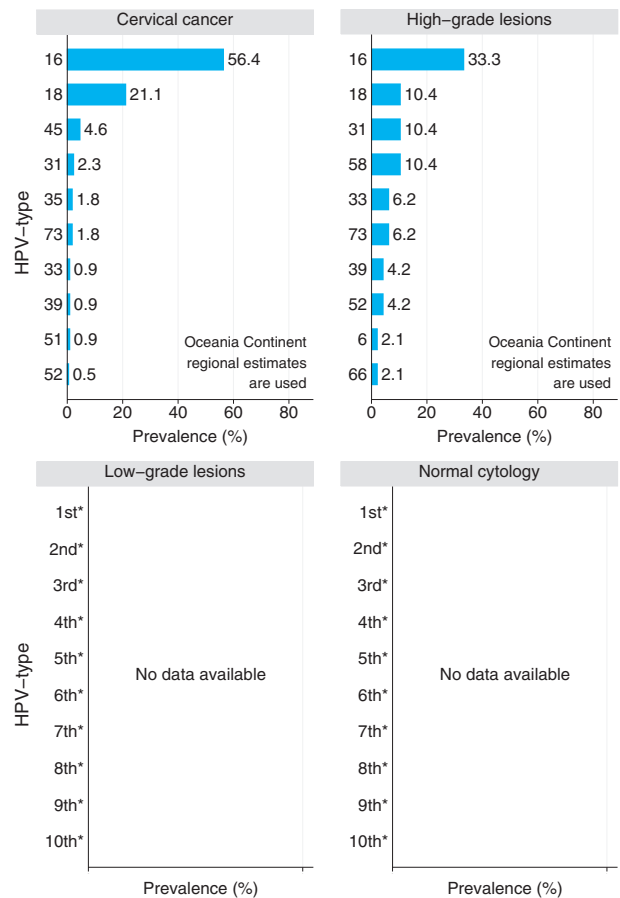 Cervical cancer
HPV−type
16 56.4
18 21.1
45 4.6
31 2.3
35 1.8
73 1.8
33 0.9
39 0.9
51 0.9
52 0.5
Oceania Continent
regional estimates
are used
0 20 40 60 80
Prevalence (%)
High−grade lesions
16 33.3
18 10.4
31 10.4
58 10.4
33 6.2
73 6.2
39 4.2
52 4.2
6 2.1
66 2.1
Oceania Continent
regional estimates
are used
0 20 40 60 80
Prevalence (%)
Low−grade lesions
HPV−type
1st*
2nd*
3rd*
4th*
5th*
6th*
7th*
8th*
9th*
10th*
No data available
Prevalence (%)
Normal cytology
1st*
2nd*
3rd*
4th*
5th*
6th*
7th*
8th*
9th*
10th*
No data available
Prevalence (%)